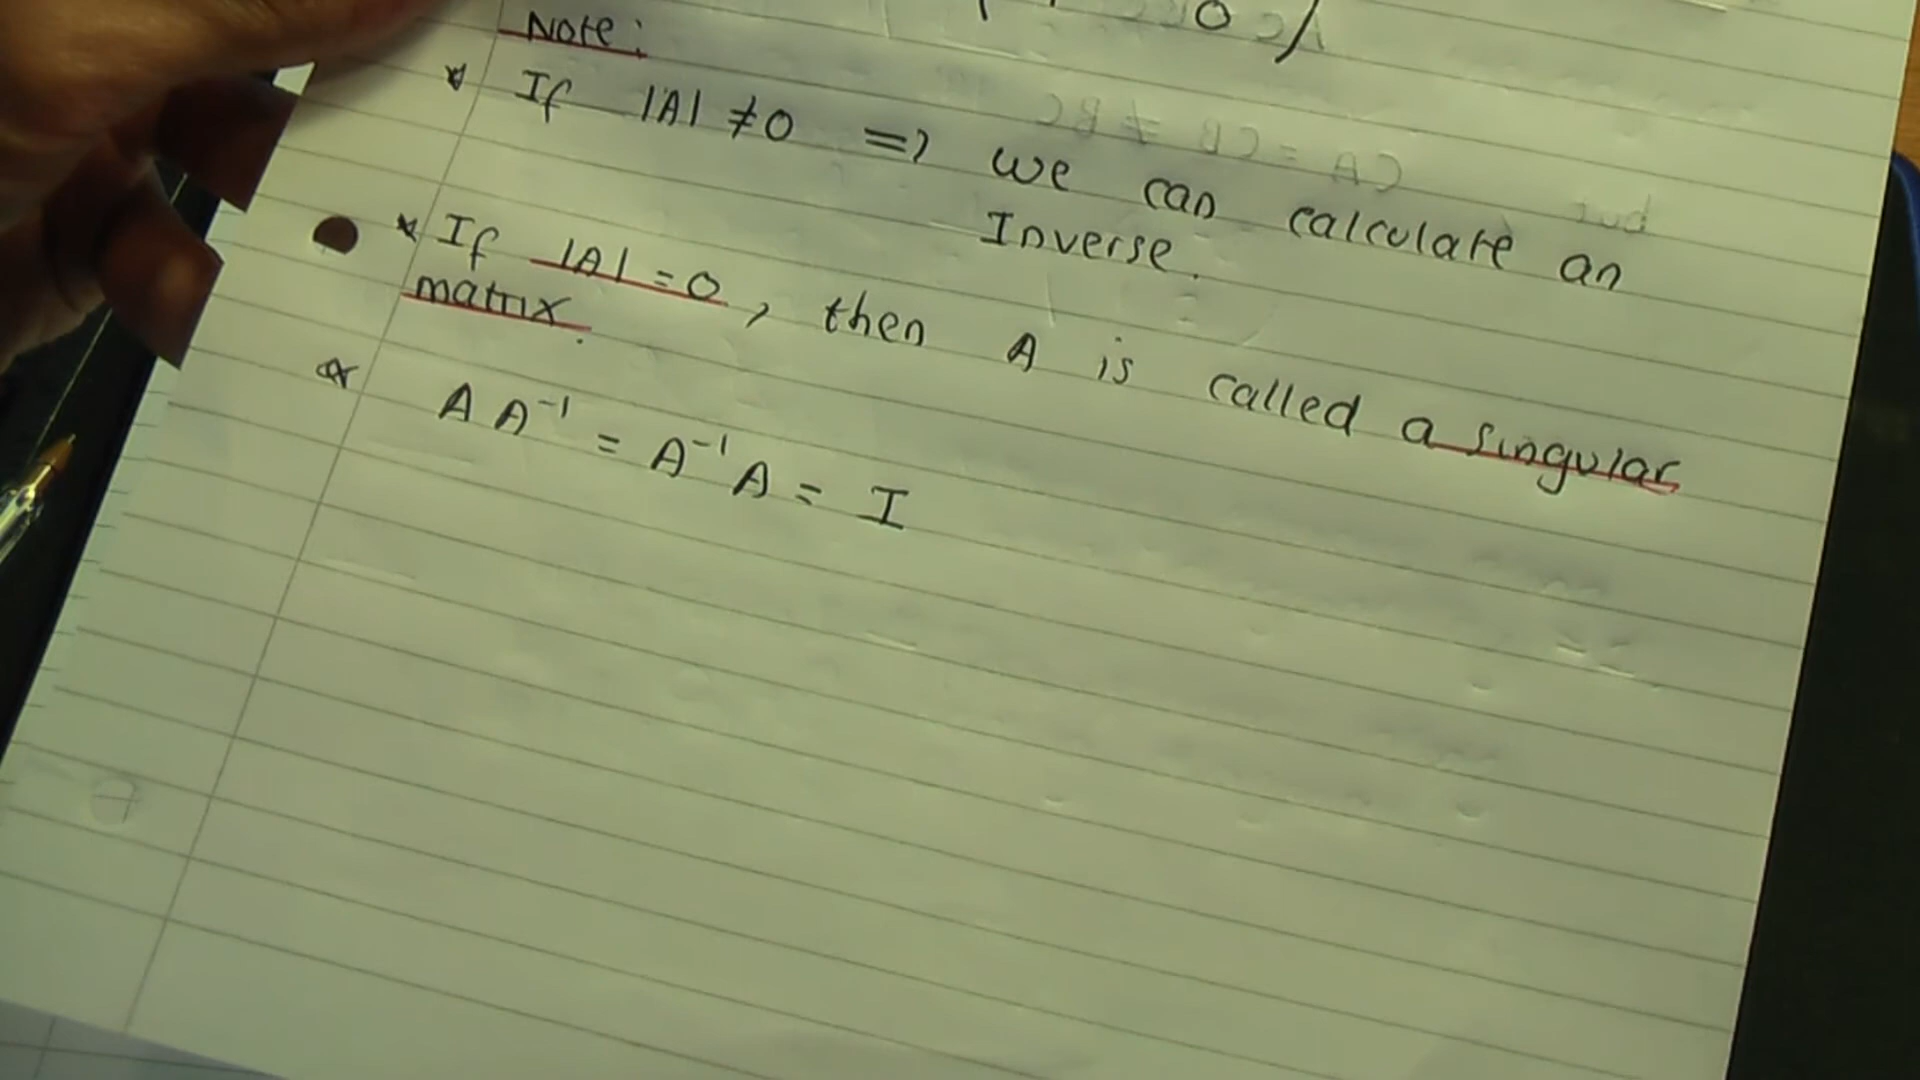 Note:
* If |A| ≠ 0 => we can calculate an
Inverse.
* If |A| = 0, then A is called a singular
matrix.
* A A⁻¹ = A⁻¹ A = I